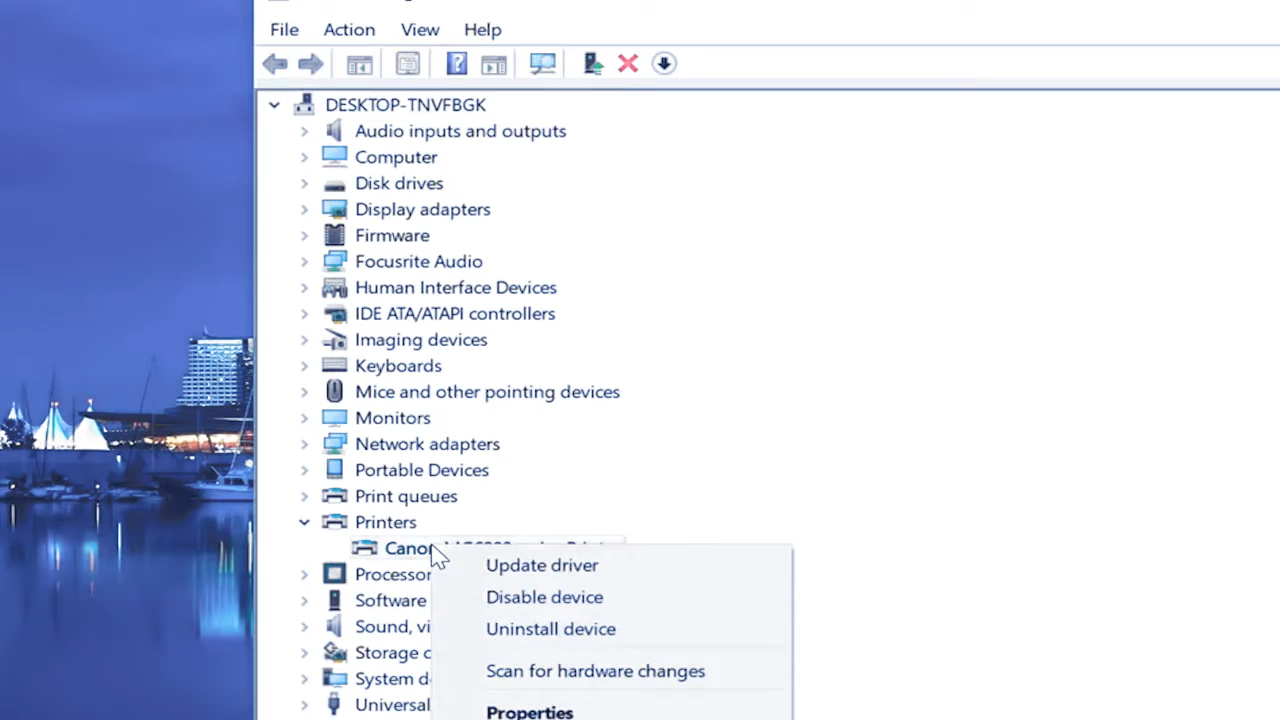 File Action View Help
DESKTOP-TNVFBGK
Audio inputs and outputs
Computer
Disk drives
Display adapters
Firmware
Focusrite Audio
Human Interface Devices
IDE ATA/ATAPI controllers
Imaging devices
Keyboards
Mice and other pointing devices
Monitors
Network adapters
Portable Devices
Print queues
Printers
Update driver
Disable device
Software
Uninstall device
Storage
Scan for hardware changes
Properties